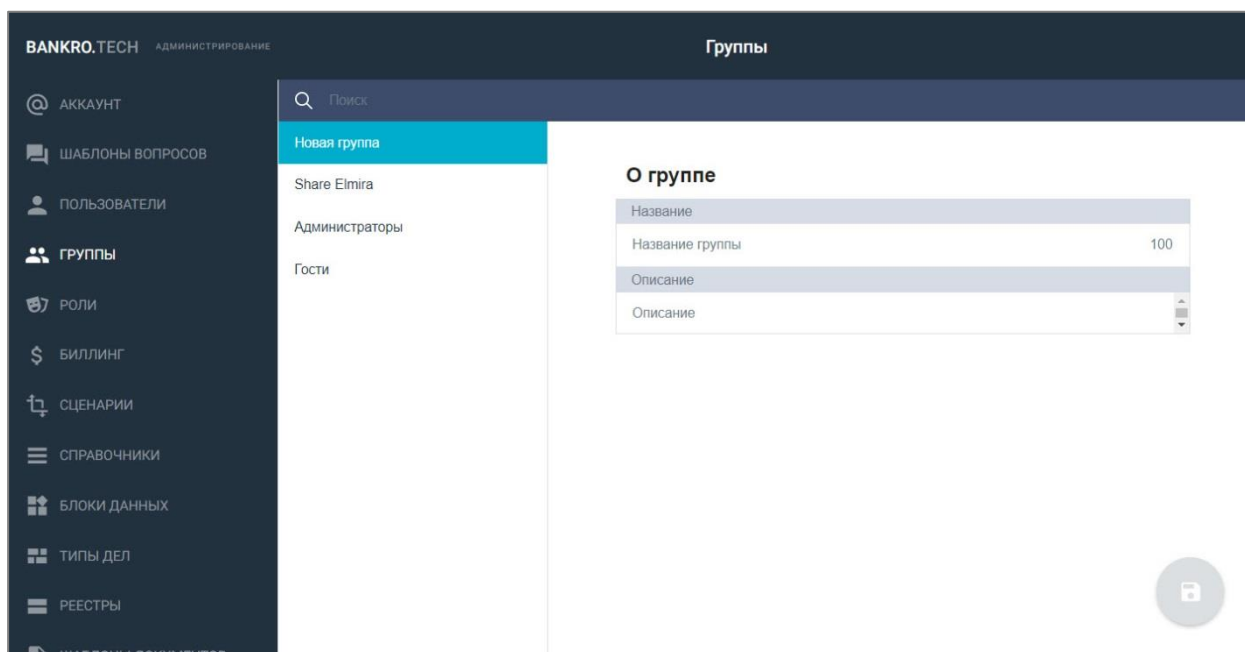 BANKRO.TECH АДМИНИСТРИРОВАНИЕ
Группы
АККАУНТ
ШАБЛОНЫ ВОПРОСОВ
ПОЛЬЗОВАТЕЛИ
ГРУППЫ
РОЛИ
БИЛЛИНГ
СЦЕНАРИИ
СПРАВОЧНИКИ
БЛОКИ ДАННЫХ
ТИПЫ ДЕЛ
РЕЕСТРЫ
Поиск
Новая группа
Share Elmira
Администраторы
Гости
О группе
Название
Название группы 100
Описание
Описание